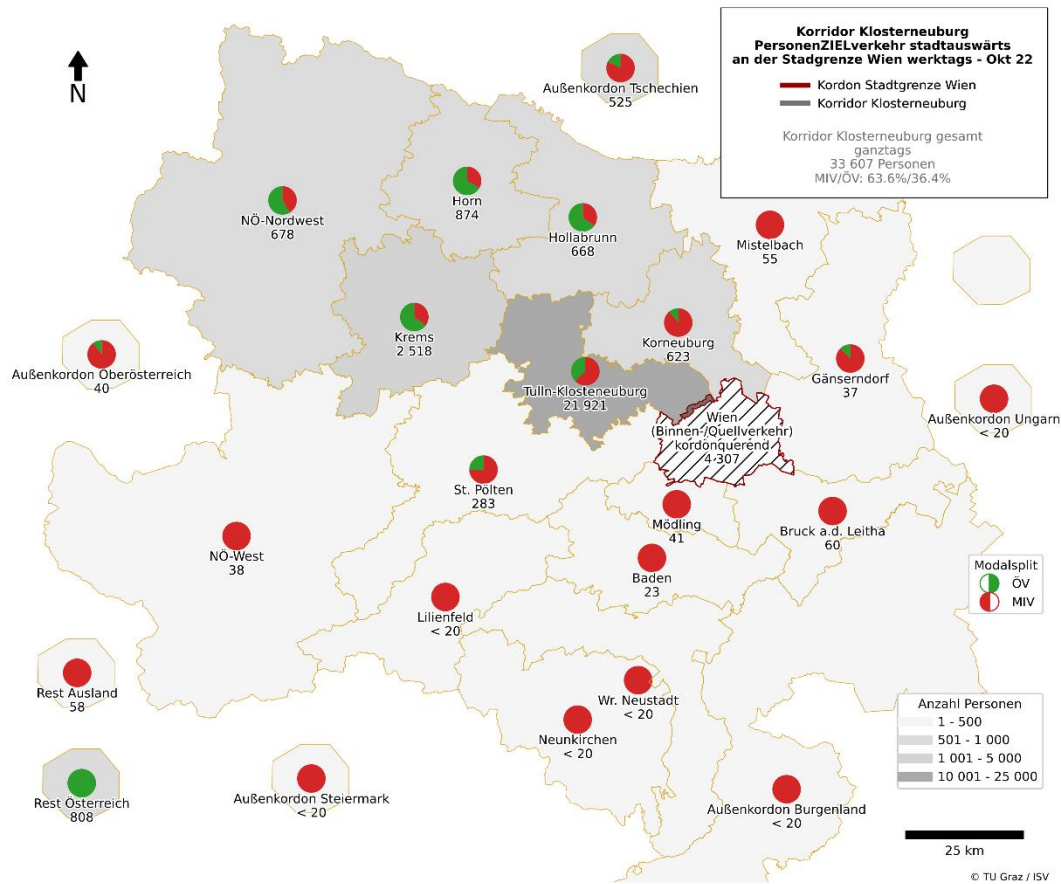 Korridor Klosterneuburg
PersonenZIELverkehr stadtauswärts
an der Stadgrenze Wien werktags - Okt 22
Kordon Stadtgrenze Wien
Korridor Klosterneuburg
Korridor Klosterneuburg gesamt
ganztags
33 607 Personen
MIV/ÖV: 63.6%/36.4%
N
Außenkordon Tschechien
525
Horn
874
NÖ-Nordwest
678
Hollabrunn
668
Mistelbach
55
Krems
2 518
Korneuburg
623
Außenkordon Oberösterreich
40
Tulln-Klosteneuburg
21 921
Gänserndorf
37
Außenkordon Ungarn
< 20
Wien
(Binnen-/Quellverkehr)
kordonquerend
4 307
St. Pölten
283
Mödling
41
Bruck a.d. Leitha
60
NÖ-West
38
Baden
23
Modalsplit
ÖV
MIV
Lilienfeld
< 20
Rest Ausland
58
Wr. Neustadt
< 20
Neunkirchen
< 20
Anzahl Personen
1 - 500
501 - 1 000
1 001 - 5 000
10 001 - 25 000
Rest Österreich
808
Außenkordon Steiermark
< 20
Außenkordon Burgenland
< 20
25 km
© TU Graz / ISV